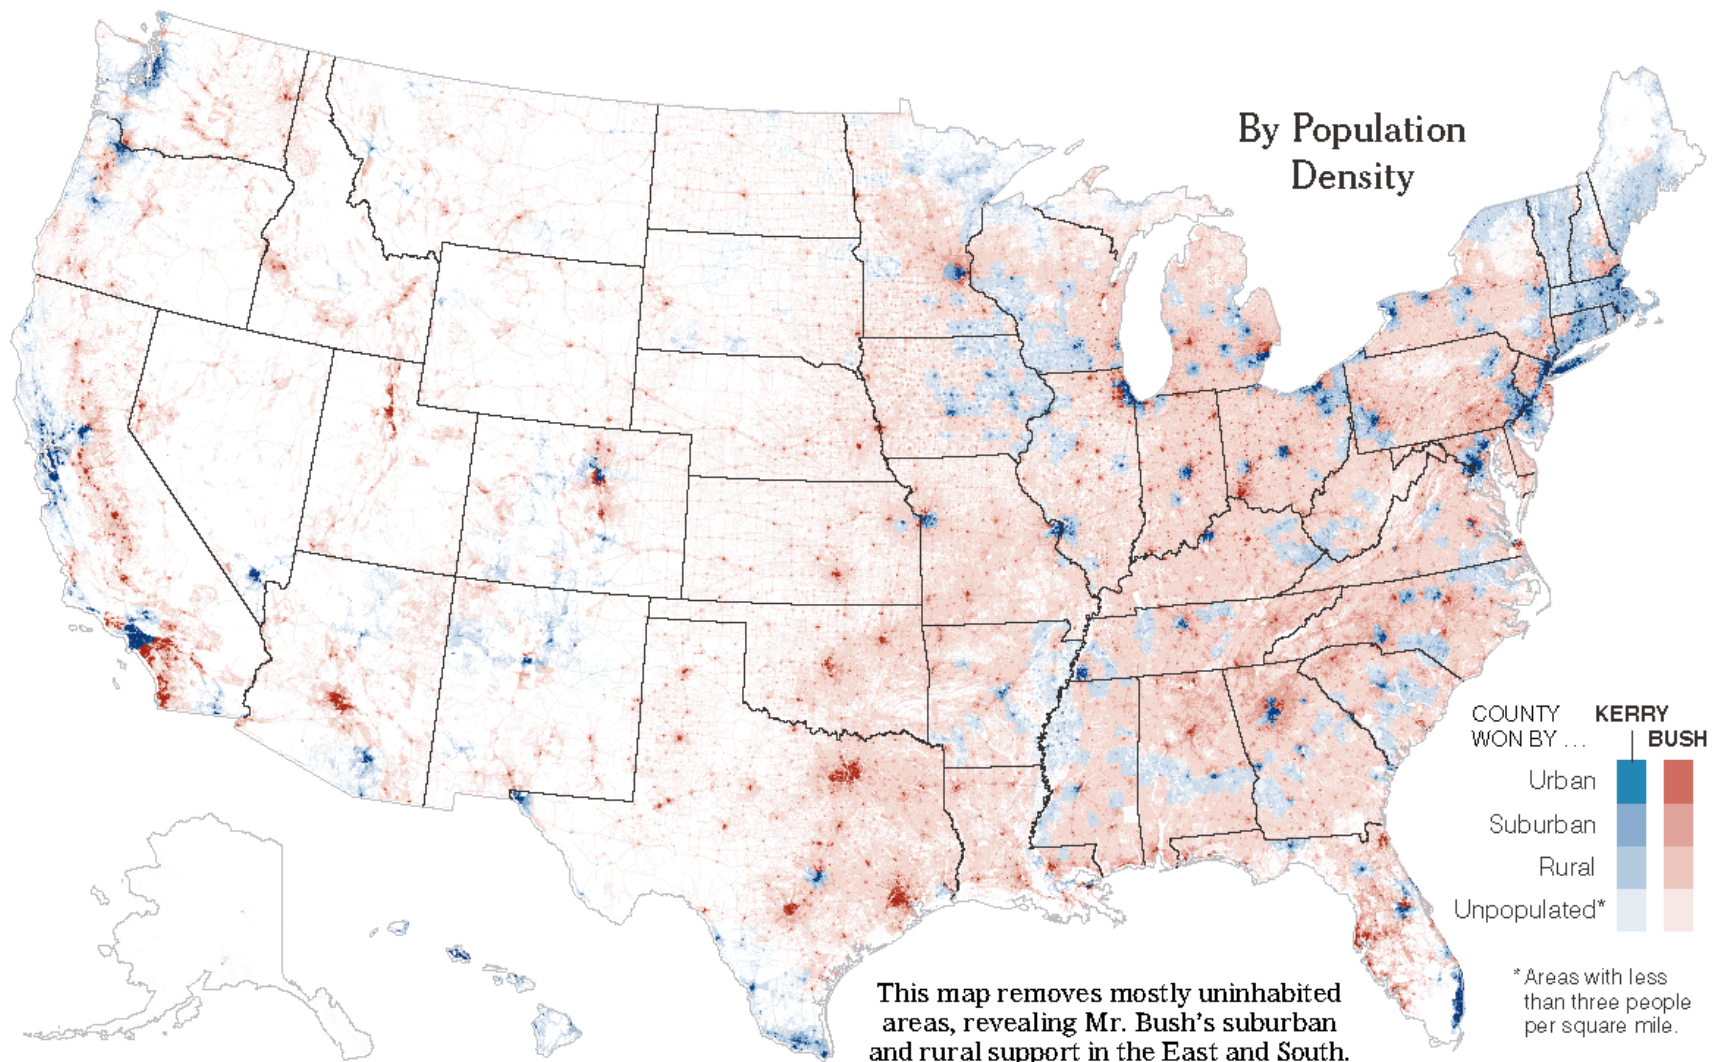 By Population
Density
COUNTY KERRY
WON BY ... BUSH
Urban
Suburban
Rural
Unpopulated*
*Areas with less
than three people
per square mile.
This map removes mostly uninhabited
areas, revealing Mr. Bush's suburban
and rural support in the East and South.